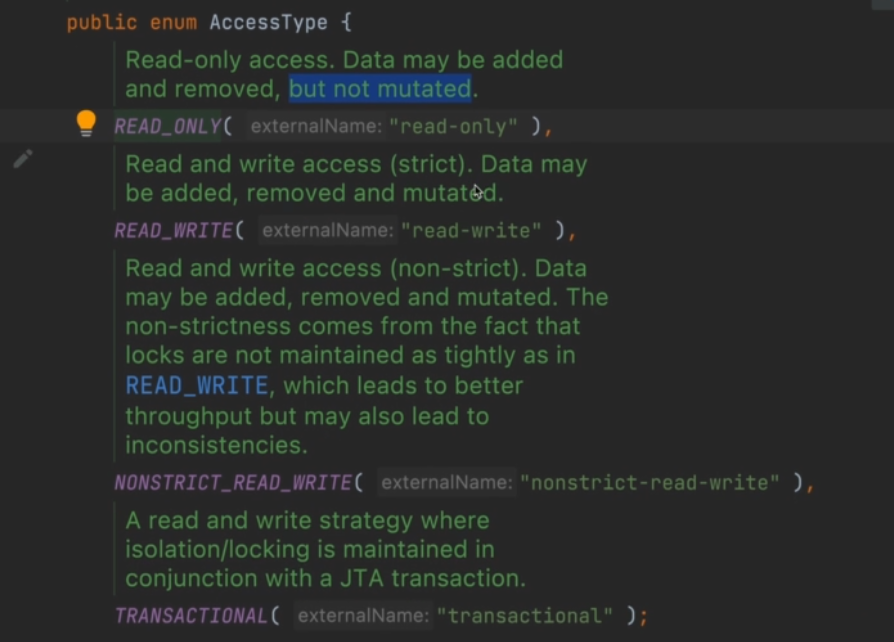 public enum AccessType {
Read-only access. Data may be added
and removed, but not mutated.
READ_ONLY( externalName: "read-only" ),
Read and write access (strict). Data may
be added, removed and mutated.
READ_WRITE( externalName: "read-write" ),
Read and write access (non-strict). Data
may be added, removed and mutated. The
non-strictness comes from the fact that
locks are not maintained as tightly as in
READ_WRITE, which leads to better
throughput but may also lead to
inconsistencies.
NONSTRICT_READ_WRITE( externalName: "nonstrict-read-write" ),
A read and write strategy where
isolation/locking is maintained in
conjunction with a JTA transaction.
TRANSACTIONAL( externalName: "transactional" );